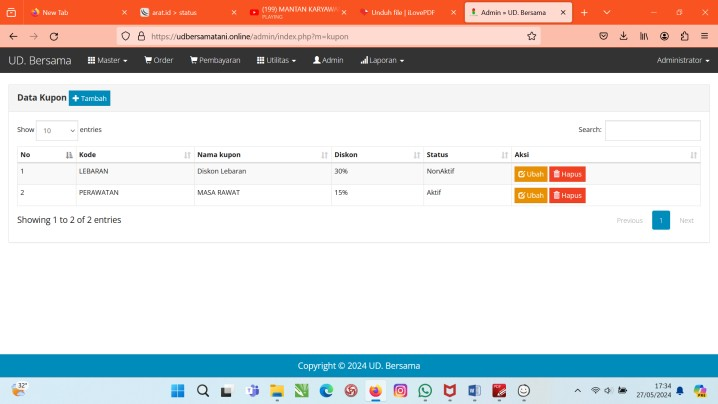 New Tab
arat.id > status
(199) MANTAN KARYAWA
PLAYING
Unduh file | iLovePDF
Admin » UD. Bersama
https://udbersamatani.online/admin/index.php?m=kupon
UD. Bersama Master Order Pembayaran Utilitas Admin Laporan Administrator
Data Kupon Tambah
Show 10 entries Search:
No Kode Nama kupon Diskon Status Aksi
1 LEBARAN Diskon Lebaran 30% NonAktif Ubah Hapus
2 PERAWATAN MASA RAWAT 15% Aktif Ubah Hapus
Showing 1 to 2 of 2 entries Previous 1 Next
Copyright © 2024 UD. Bersama
32°
17:34
27/05/2024